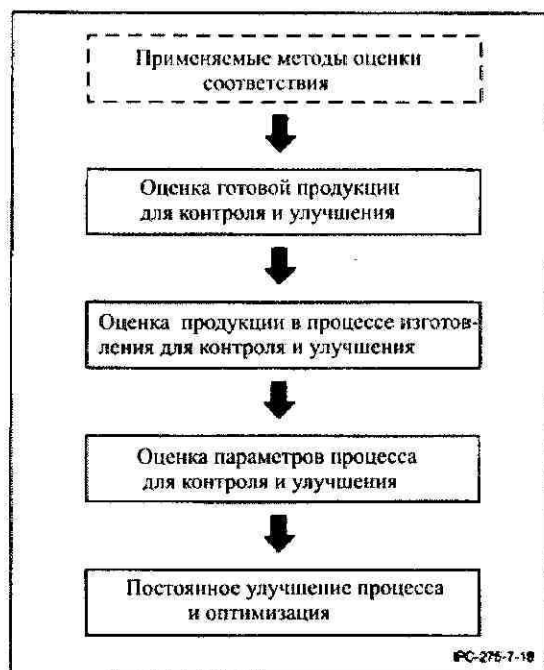 Применяемые методы оценки
соответствия
Оценка готовой продукции
для контроля и улучшения
Оценка продукции в процессе изготов-
ления для контроля и улучшения
Оценка параметров процесса
для контроля и улучшения
Постоянное улучшение процесса
и оптимизация
IPC-275-7-18